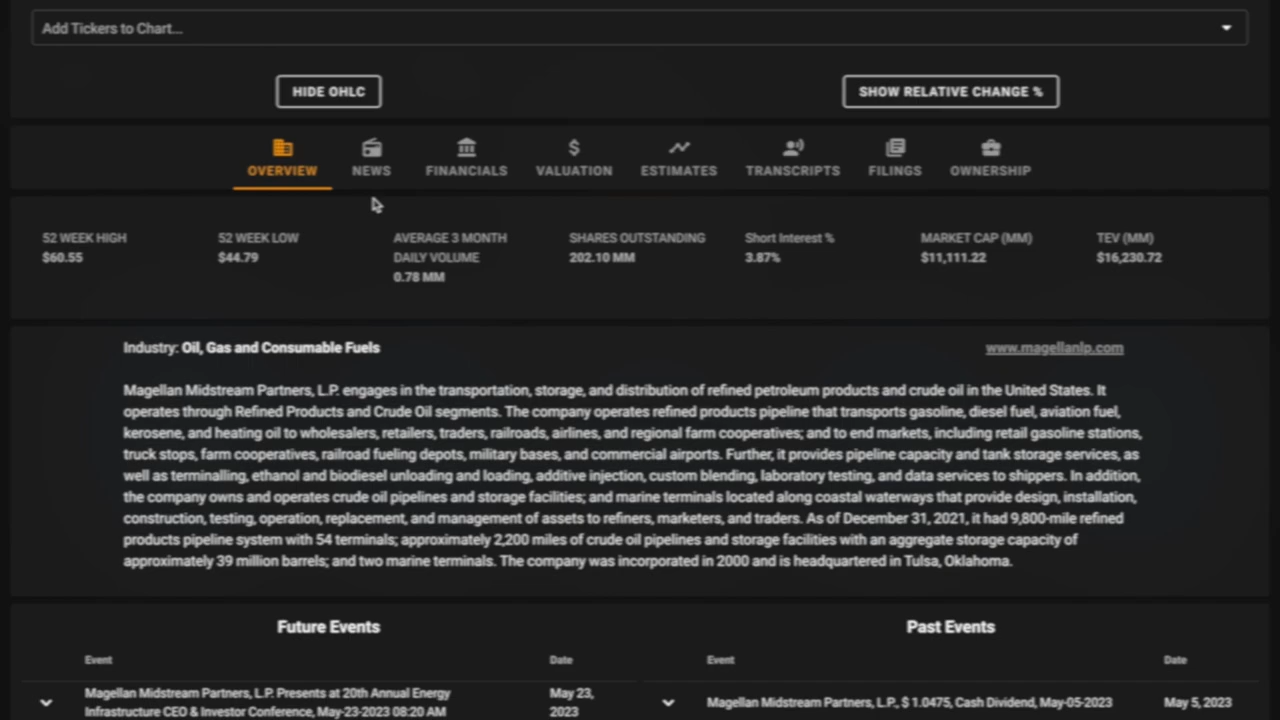 Add Tickers to Chart...
HIDE OHLC
SHOW RELATIVE CHANGE %
OVERVIEW NEWS FINANCIALS VALUATION ESTIMATES TRANSCRIPTS FILINGS OWNERSHIP
52 WEEK HIGH
$60.55
52 WEEK LOW
$44.79
AVERAGE 3 MONTH
DAILY VOLUME
0.78 MM
SHARES OUTSTANDING
202.10 MM
Short Interest %
3.87%
MARKET CAP (MM)
$11,111.22
TEV (MM)
$16,230.72
Industry: Oil, Gas and Consumable Fuels
www.magellanlp.com
Magellan Midstream Partners, L.P. engages in the transportation, storage, and distribution of refined petroleum products and crude oil in the United States. It
operates through Refined Products and Crude Oil segments. The company operates refined products pipeline that transports gasoline, diesel fuel, aviation fuel,
kerosene, and heating oil to wholesalers, retailers, traders, railroads, airlines, and regional farm cooperatives; and to end markets, including retail gasoline stations,
truck stops, farm cooperatives, railroad fueling depots, military bases, and commercial airports. Further, it provides pipeline capacity and tank storage services, as
well as terminalling, ethanol and biodiesel unloading and loading, additive injection, custom blending, laboratory testing, and data services to shippers. In addition,
the company owns and operates crude oil pipelines and storage facilities; and marine terminals located along coastal waterways that provide design, installation,
construction, testing, operation, replacement, and management of assets to refiners, marketers, and traders. As of December 31, 2021, it had 9,800-mile refined
products pipeline system with 54 terminals; approximately 2,200 miles of crude oil pipelines and storage facilities with an aggregate storage capacity of
approximately 39 million barrels; and two marine terminals. The company was incorporated in 2000 and is headquartered in Tulsa, Oklahoma.
Future Events
Event Date
Magellan Midstream Partners, L.P. Presents at 20th Annual Energy
Infrastructure CEO & Investor Conference, May-23-2023 08:20 AM
May 23,
2023
Past Events
Event Date
Magellan Midstream Partners, L.P., $ 1.0475, Cash Dividend, May-05-2023
May 5, 2023